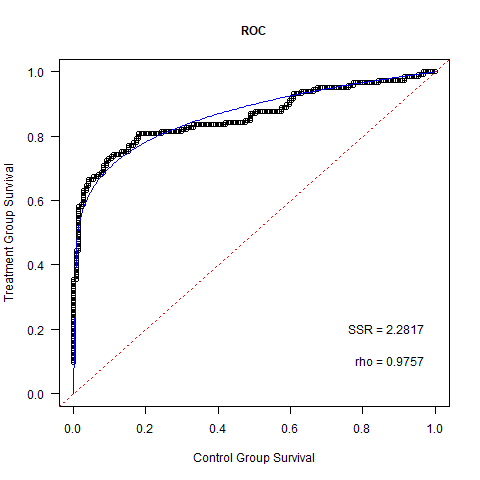 ROC
Treatment Group Survival
1.0
0.8
0.6
0.4
0.2
0.0
SSR = 2.2817
rho = 0.9757
0.0 0.2 0.4 0.6 0.8 1.0
Control Group Survival